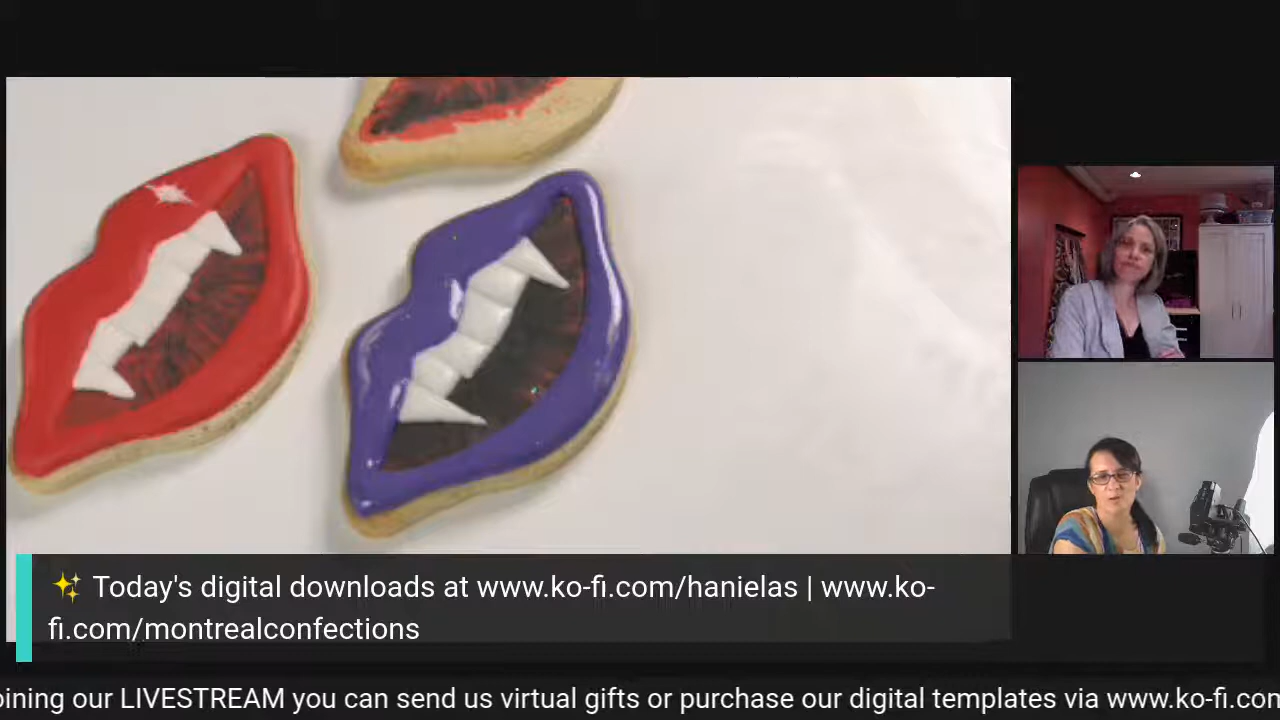 ✨ Today's digital downloads at www.ko-fi.com/hanielas | www.ko-
fi.com/montrealconfections
oining our LIVESTREAM you can send us virtual gifts or purchase our digital templates via www.ko-fi.con